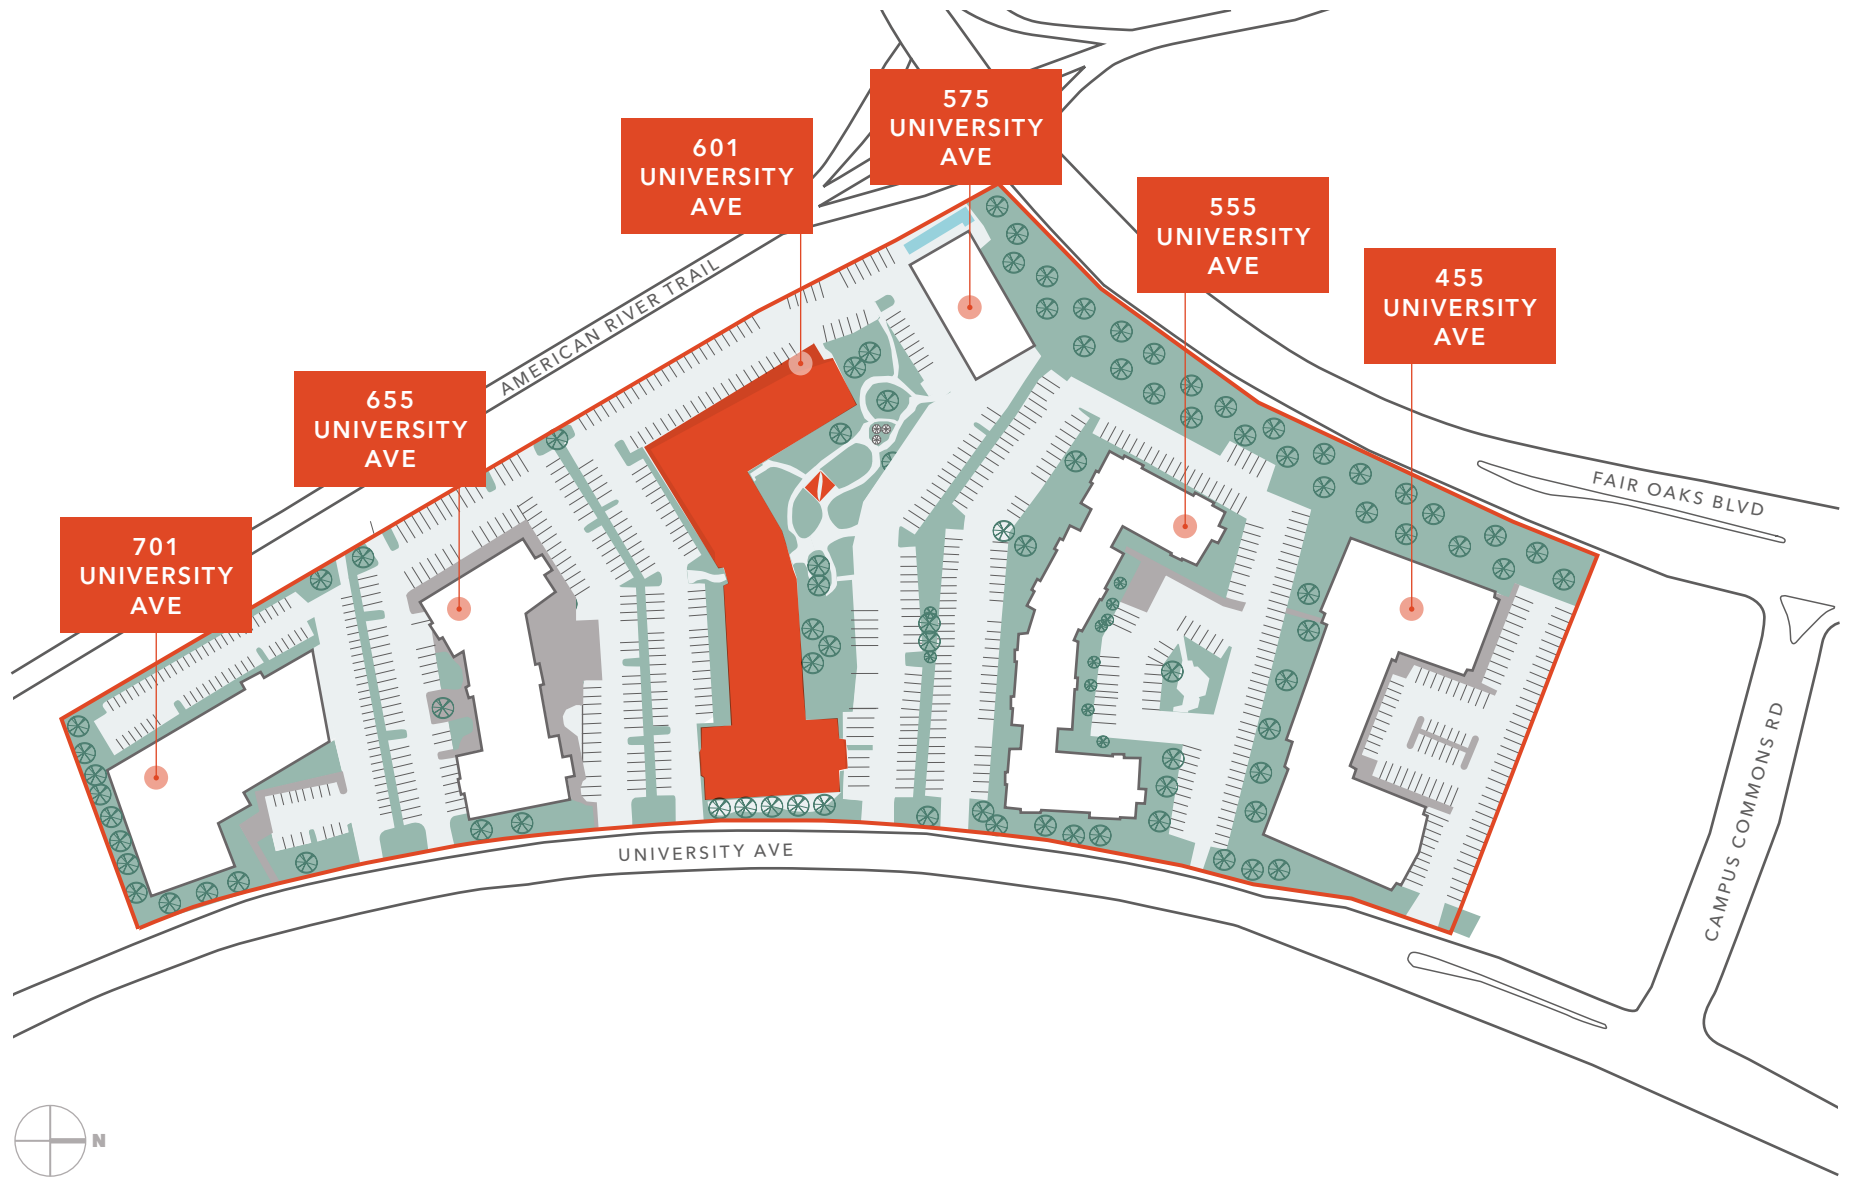 575
UNIVERSITY
AVE
601
UNIVERSITY
AVE
555
UNIVERSITY
AVE
455
UNIVERSITY
AVE
AMERICAN RIVER TRAIL
655
UNIVERSITY
AVE
FAIR OAKS BLVD
701
UNIVERSITY
AVE
CAMPUS COMMONS RD
UNIVERSITY AVE
N